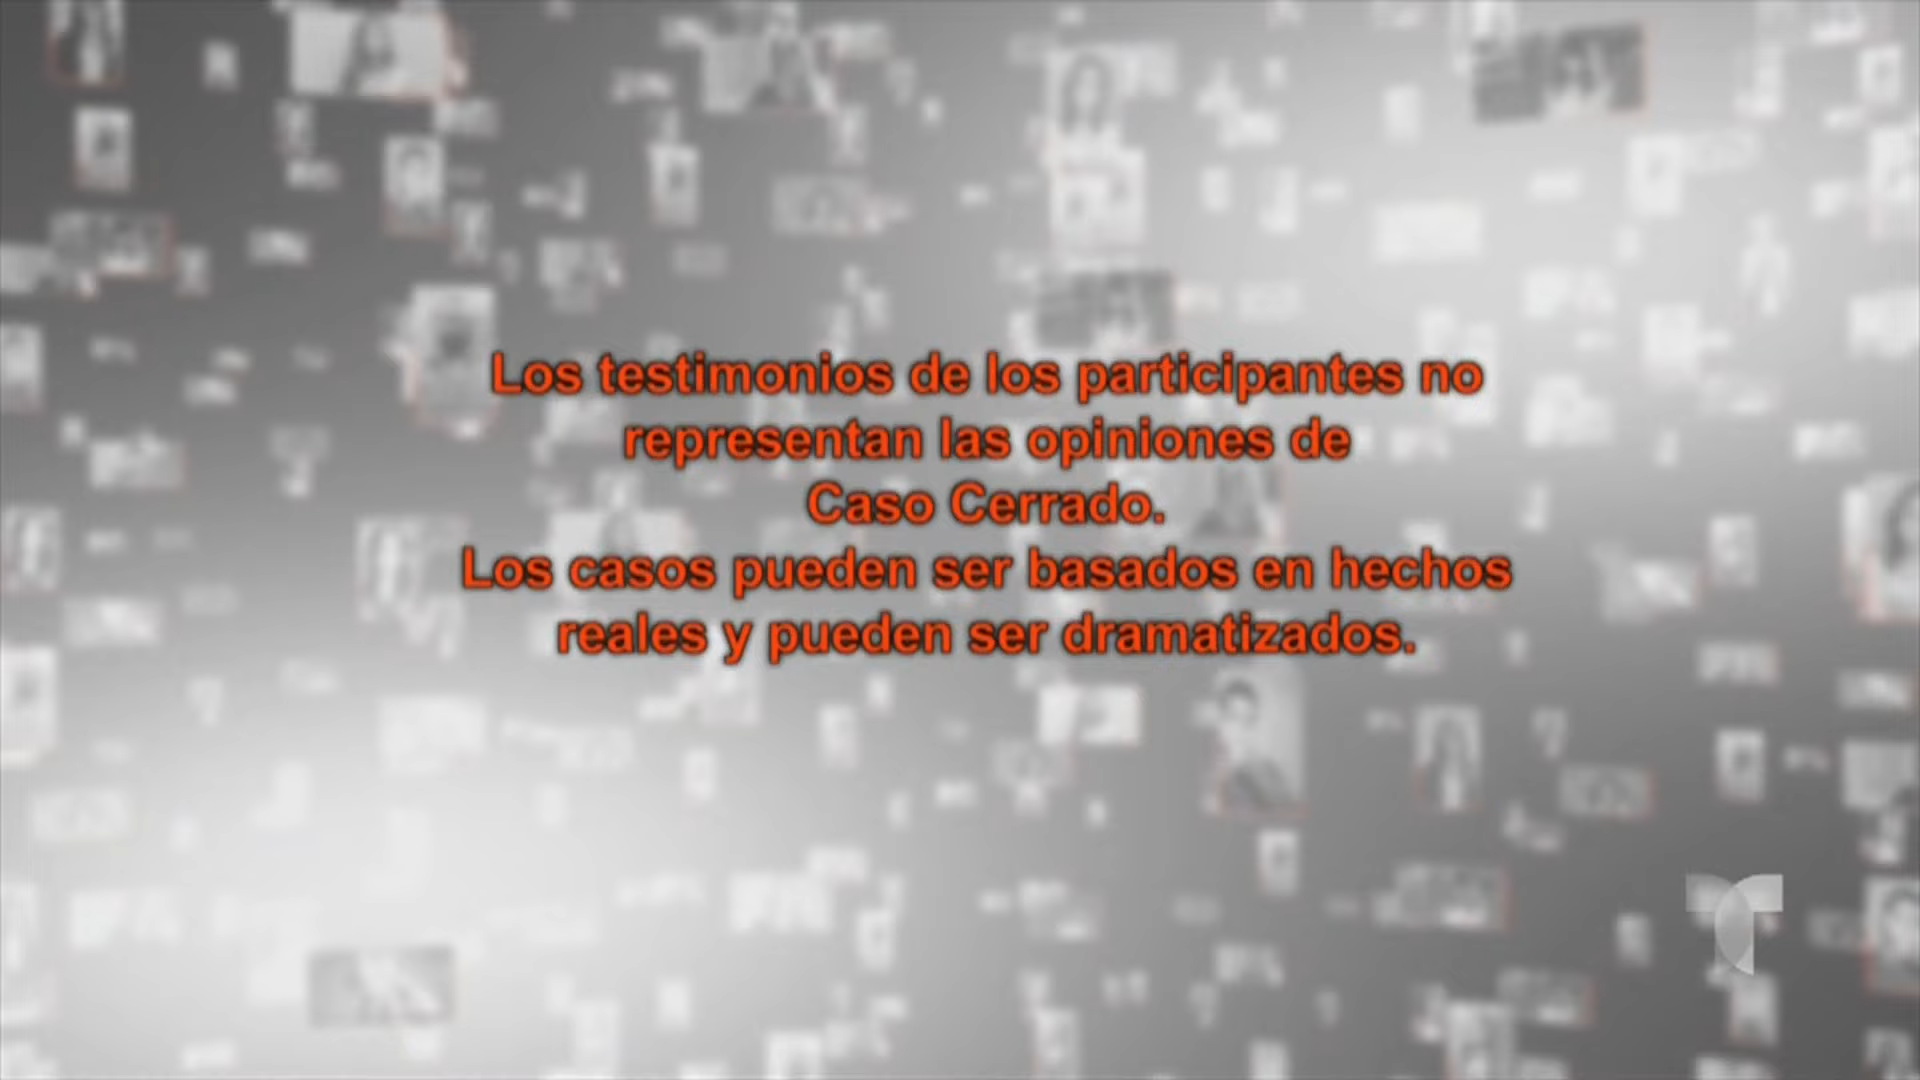 Los testimonios de los participantes no
representan las opiniones de
Caso Cerrado.
Los casos pueden ser basados en hechos
reales y pueden ser dramatizados.